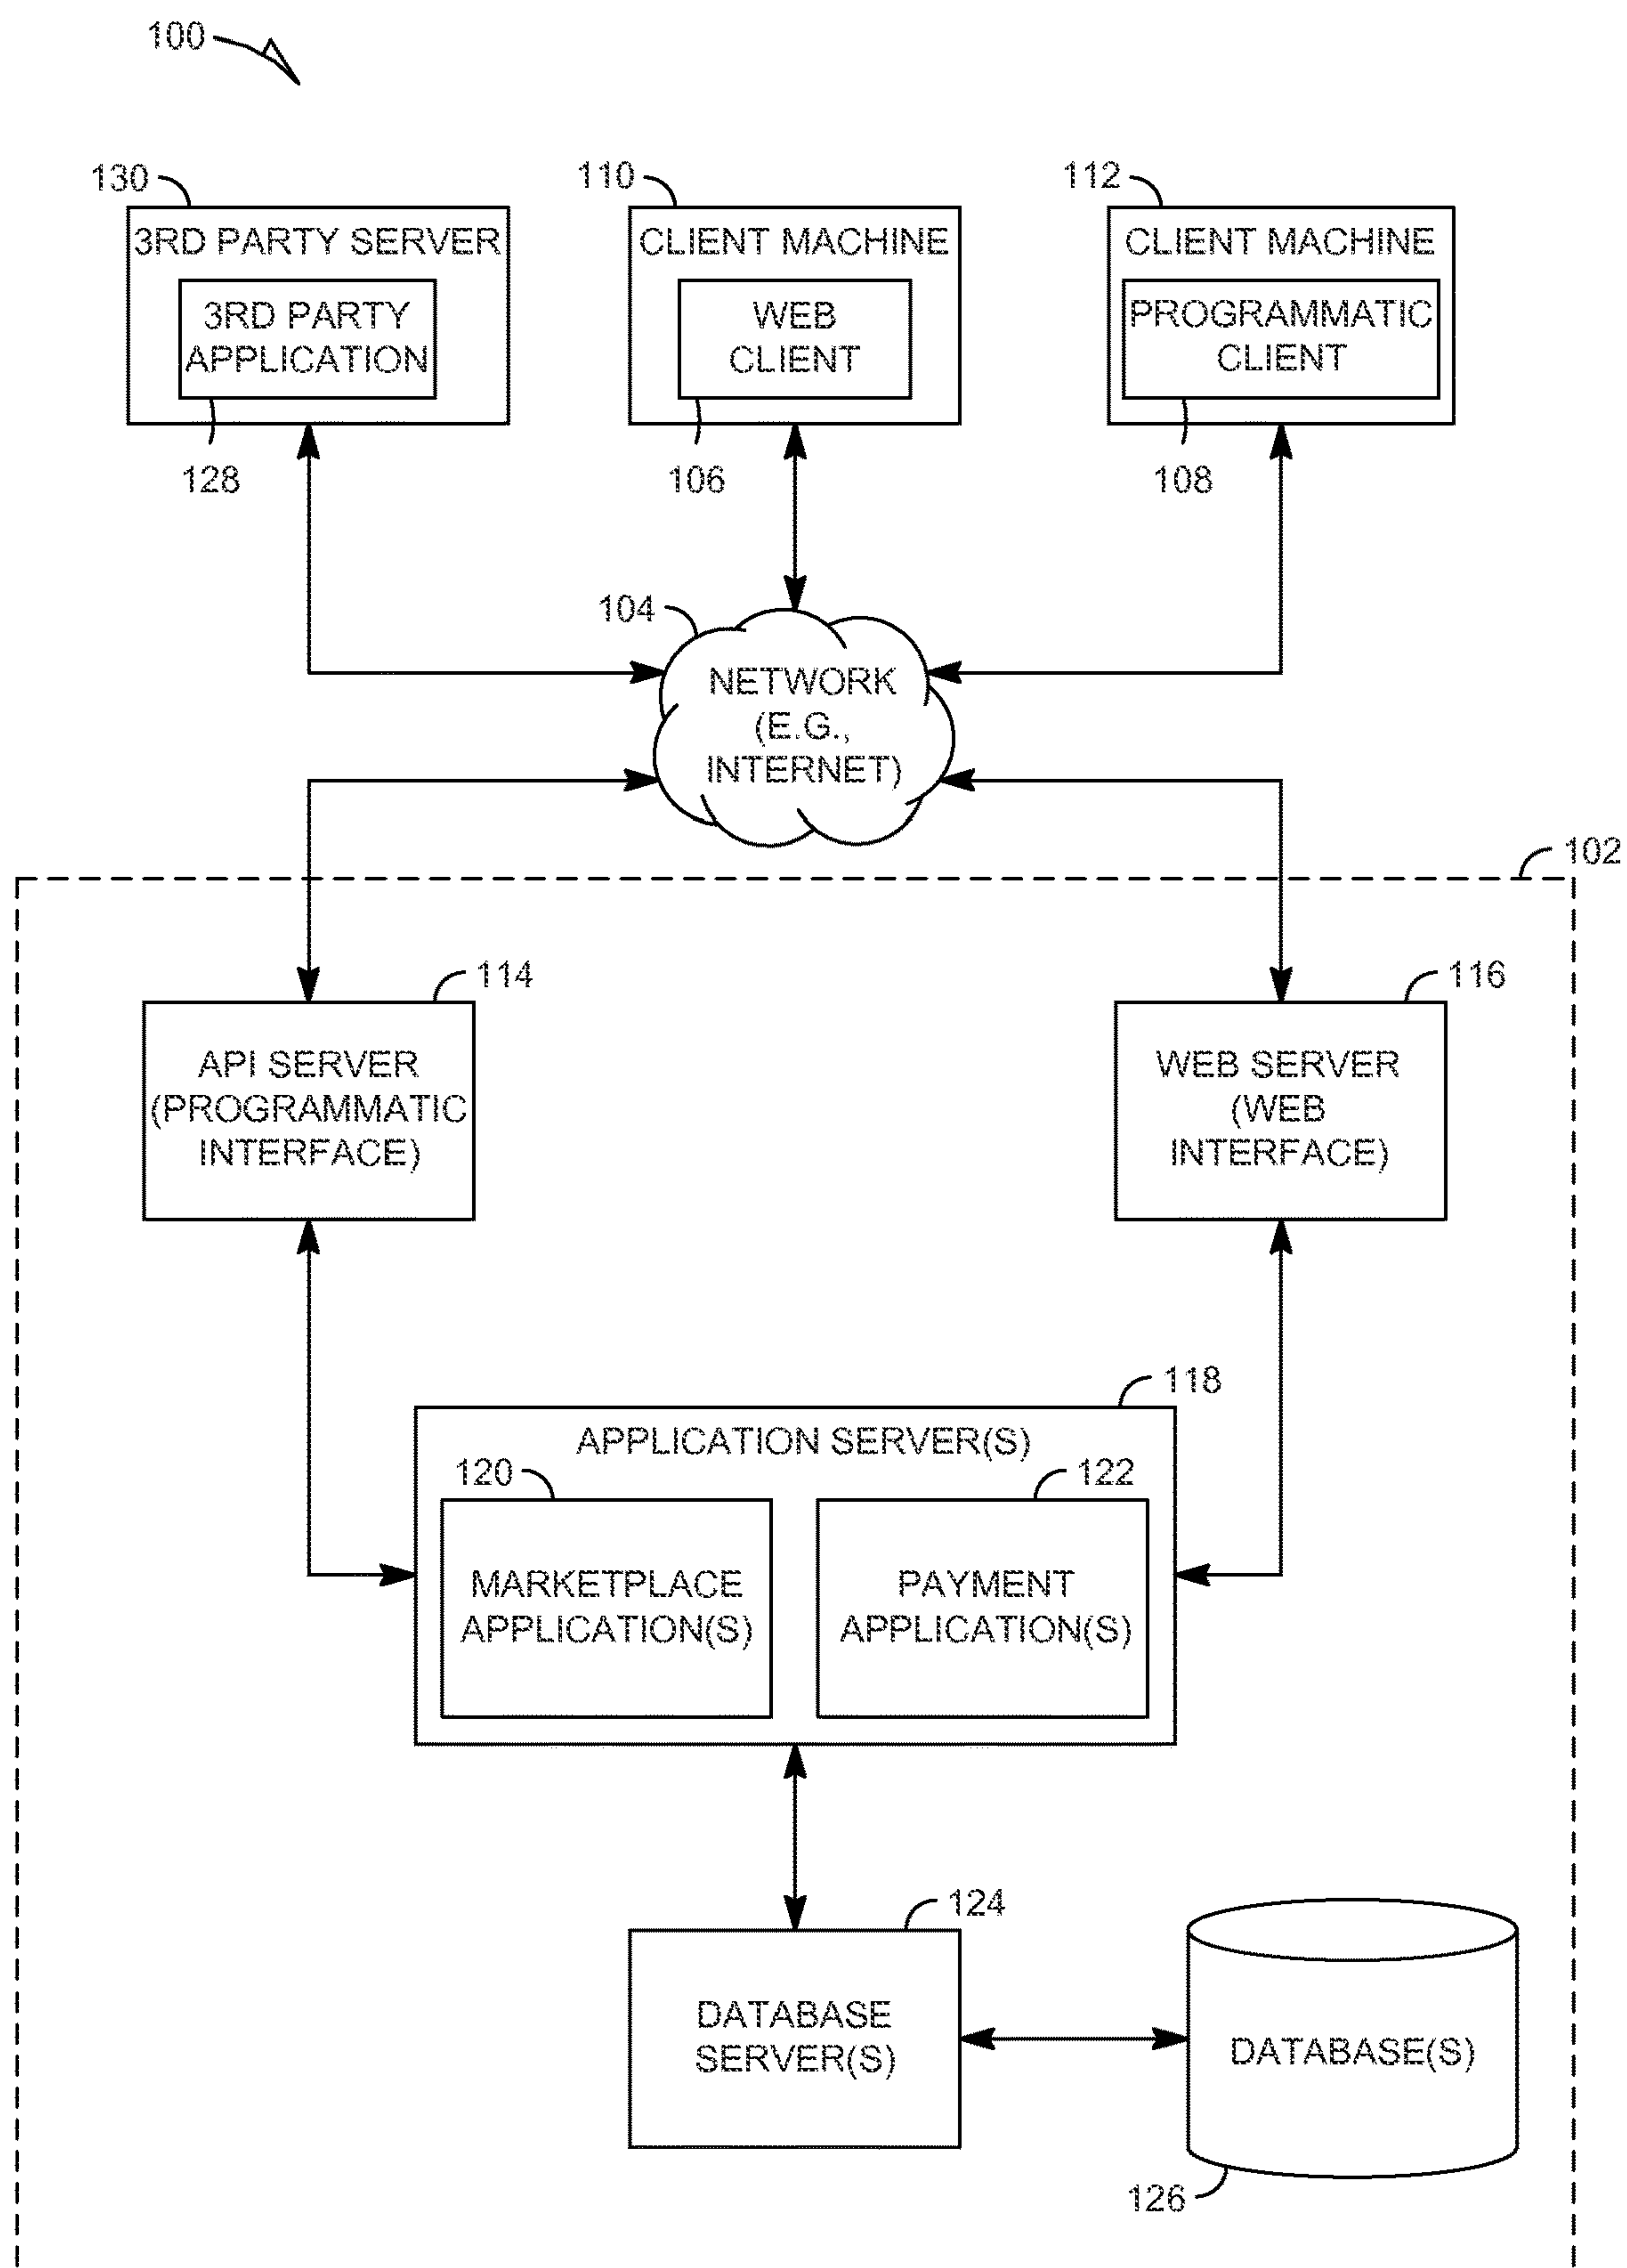 100
130
110
112
3RD PARTY SERVER
CLIENT MACHINE
CLIENT MACHINE
3RD PARTY
APPLICATION
WEB
CLIENT
PROGRAMMATIC
CLIENT
128
106
108
104
NETWORK
(E.G.,
INTERNET)
102
114
116
API SERVER
(PROGRAMMATIC
INTERFACE)
WEB SERVER
(WEB
INTERFACE)
118
APPLICATION SERVER(S)
120
122
MARKETPLACE
APPLICATION(S)
PAYMENT
APPLICATION(S)
124
DATABASE
SERVER(S)
DATABASE(S)
126